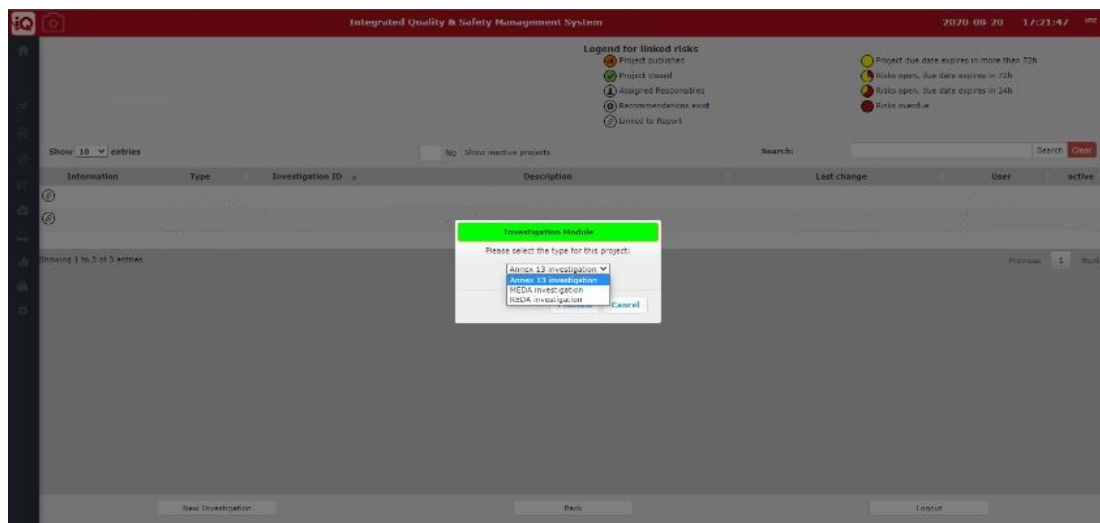 iQ
Integrated Quality & Safety Management System
2020-08-20 17:21:47 UTC
Legend for linked risks
Project published
Project closed
Assigned Responsibles
Recommendations exist
Linked to Report
Project due date expires in more then 72h
Risks open, due date expires in 72h
Risks open, due date expires in 24h
Risks overdue
Show 10 entries
No Show inactive projects
Search:
Search Clear
Information Type Investigation ID Description Last change User active
Investigation Module
Please select the type for this project:
Annex 13 investigation
Annex 13 investigation
MEDA investigation
REDA investigation
Cancel
Showing 1 to 3 of 3 entries
Previous 1 Next
New Investigation Back Logout